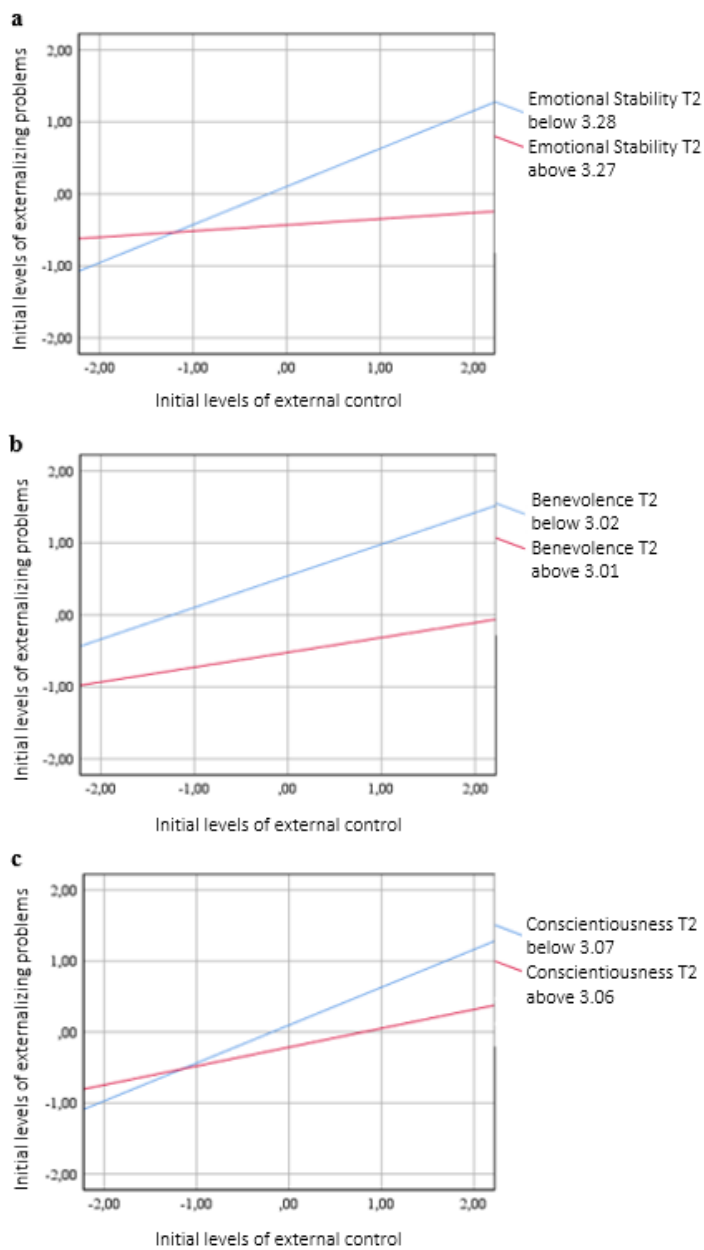 a
Initial levels of externalizing problems
2,00
1,00
,00
-1,00
-2,00
-2,00 -1,00 ,00 1,00 2,00
Initial levels of external control
Emotional Stability T2
below 3.28
Emotional Stability T2
above 3.27
b
Initial levels of externalizing problems
2,00
1,00
,00
-1,00
-2,00
-2,00 -1,00 ,00 1,00 2,00
Initial levels of external control
Benevolence T2
below 3.02
Benevolence T2
above 3.01
c
Initial levels of externalizing problems
2,00
1,00
,00
-1,00
-2,00
-2,00 -1,00 ,00 1,00 2,00
Initial levels of external control
Conscientiousness T2
below 3.07
Conscientiousness T2
above 3.06